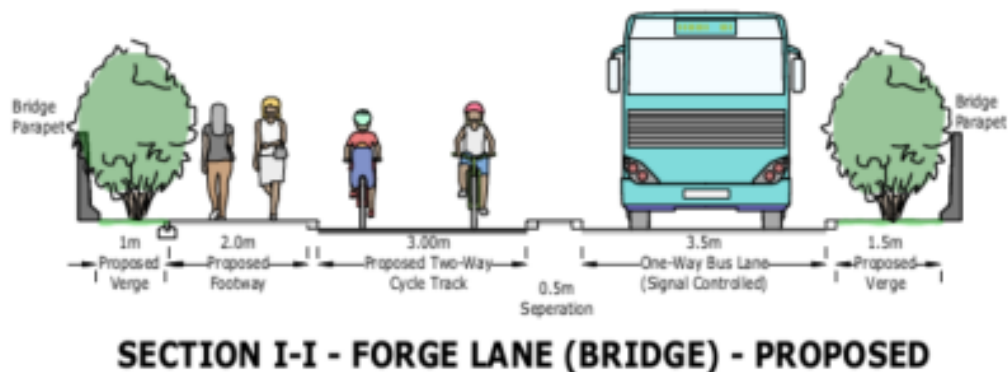 Bridge
Parapet
Bridge
Parapet
1m
Proposed
Verge
2.0m
Proposed
Footway
3.00m
Proposed Two-Way
Cycle Track
0.5m
Seperation
3.5m
One-Way Bus Lane
(Signal Controlled)
1.5m
Proposed
Verge
SECTION I-I - FORGE LANE (BRIDGE) - PROPOSED